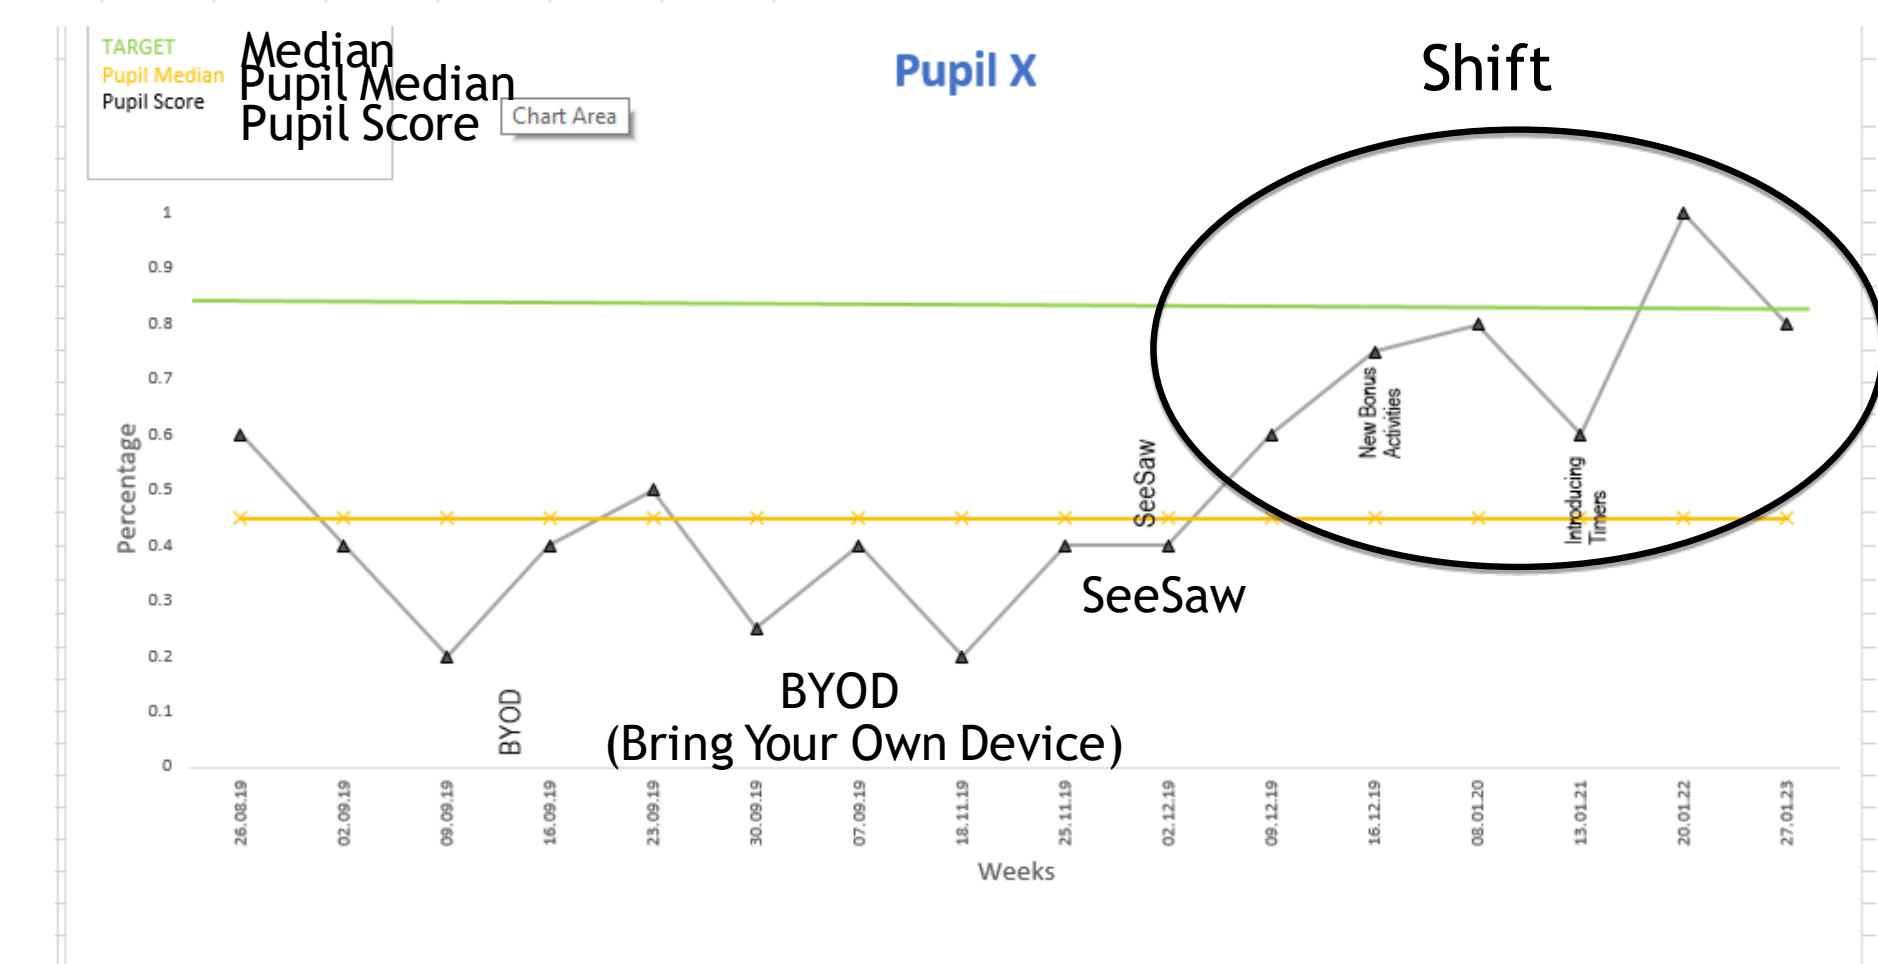 TARGET
Pupil Median
Pupil Score
Median
Pupil Median
Pupil Score
Chart Area
Pupil X
Shift
1
0.9
0.8
0.7
0.6
0.5
0.4
0.3
0.2
0.1
0
Percentage
BYOD
BYOD
(Bring Your Own Device)
SeeSaw
SeeSaw
New Bonus
Activities
Introducing
Timers
26.08.19
02.09.19
09.09.19
16.09.19
23.09.19
30.09.19
07.09.19
18.11.19
25.11.19
02.12.19
09.12.19
16.12.19
08.01.20
13.01.21
20.01.22
27.01.23
Weeks